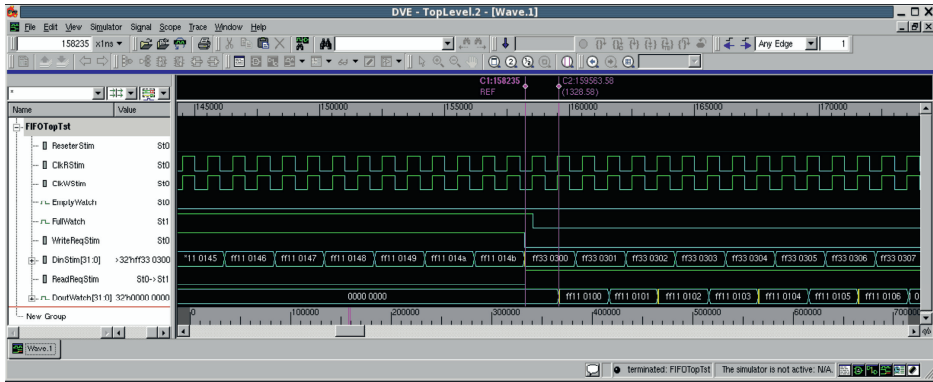 DVE - TopLevel.2 - [Wave.1]
File Edit View Simulator Signal Scope Trace Window Help
158235 x1ns Any Edge 1
C1:158235 C2:159563.58
REF (1328.58)
*
Name Value 145000 150000 155000 160000 165000 170000
FIFOTopTst
ReseterStim St0
ClkRStim St0
ClkWStim St0
EmptyWatch St0
FullWatch St1
WriteReqStim St0
DinStim[31:0] >32'hff33 0300 *11 0145 ff11 0146 ff11 0147 ff11 0148 ff11 0149 ff11 014a ff11 014b ff33 0300 ff33 0301 ff33 0302 ff33 0303 ff33 0304 ff33 0305 ff33 0306 ff33 0307
ReadReqStim St0->St1
DoutWatch[31:0] 32'h0000 0000 0000 0000 ff11 0100 ff11 0101 ff11 0102 ff11 0103 ff11 0104 ff11 0105 ff11 0106 0
New Group 0 100000 200000 300000 400000 500000 600000 700000
Wave.1
terminated: FIFOTopTst The simulator is not active: N/A.